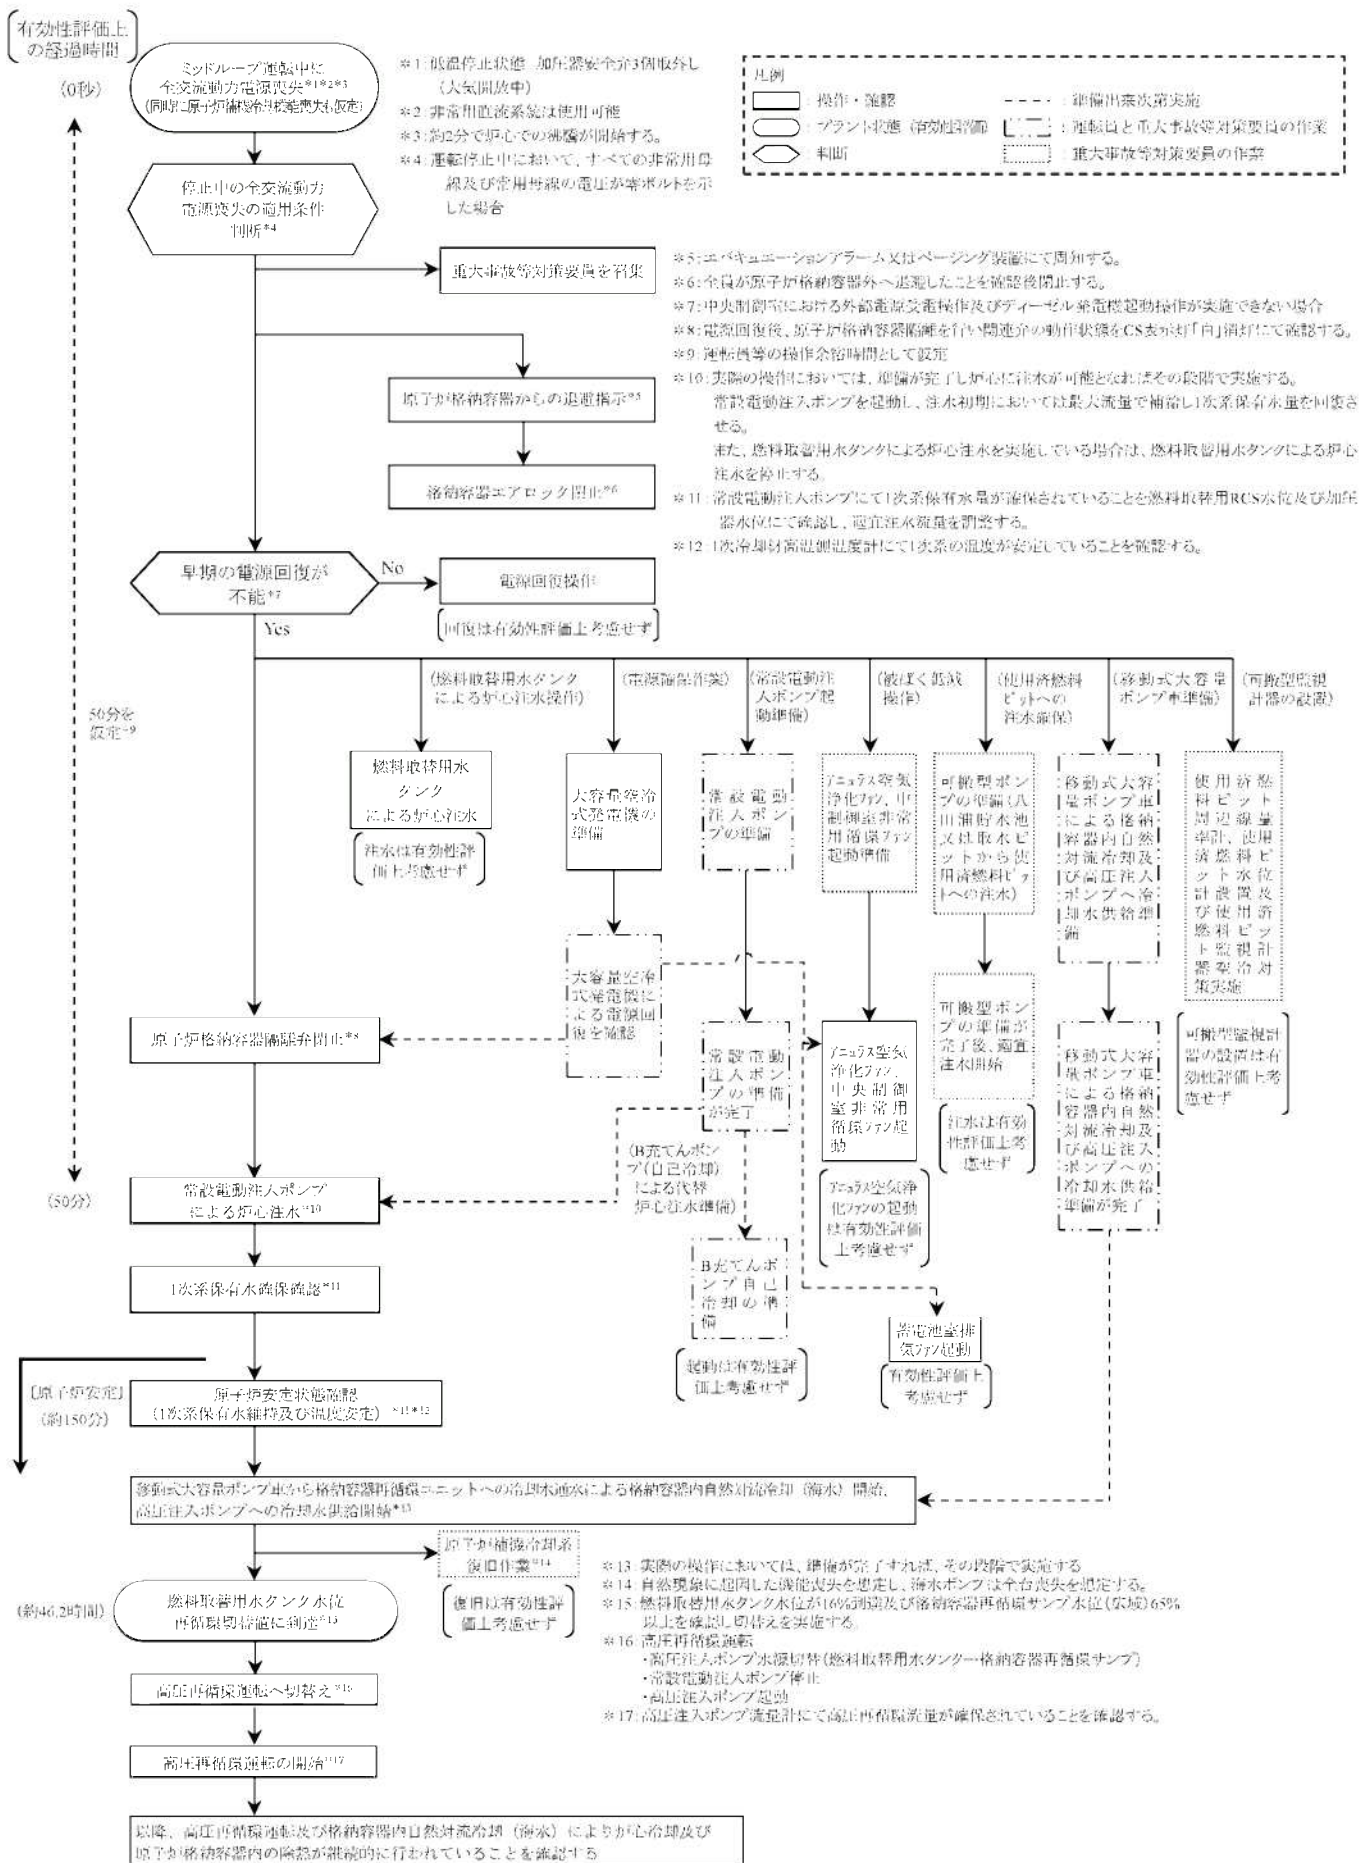 有効性評価上
の経過時間
(0秒)
ミッドループ運転中に
全交流動力電源喪失*1*2*3
(同時に原子炉補機冷却機能喪失も仮定)
*1:低温停止状態 加圧器安全弁3個取外し
(大気開放中)
*2:非常用直流系統は使用可能
*3:約2分で炉心での沸騰が開始する。
*4:運転停止中において、すべての非常用母
線及び常用母線の電圧が零ボルトを示
した場合
凡例
:操作・確認
:プラント状態(有効性評価)
:判断
:準備出来次第実施
:運転員と重大事故等対策要員の作業
:重大事故等対策要員の作業
停止中の全交流動力
電源喪失の適用条件
判断*4
重大事故等対策要員を召集
原子炉格納容器からの退避指示*5
格納容器エアロック閉止*6
*5:エバキュエーションアラーム又はページング装置にて周知する。
*6:全員が原子炉格納容器外へ退避したことを確認後閉止する。
*7:中央制御室における外部電源受電操作及びディーゼル発電機起動操作が実施できない場合
*8:電源回復後、原子炉格納容器隔離を行い関連弁の動作状態をCS表示灯「白」消灯にて確認する。
*9:運転員等の操作余裕時間として仮定
*10:実際の操作においては、準備が完了し炉心に注水が可能となればその段階で実施する。
常設電動注入ポンプを起動し、注水初期においては最大流量で補給し1次系保有水量を回復さ
せる。
また、燃料取替用水タンクによる炉心注水を実施している場合は、燃料取替用水タンクによる炉心
注水を停止する。
*11:常設電動注入ポンプにて1次系保有水量が確保されていることを燃料取替用RCS水位及び加圧
器水位にて確認し、適宜注水流量を調整する。
*12:1次冷却材高温側温度計にて1次系の温度が安定していることを確認する。
早期の電源回復が
不能*7
No
Yes
電源回復操作
回復は有効性評価上考慮せず
50分を
仮定*9
(燃料取替用水タンク
による炉心注水操作)
(電源確保作業)
(常設電動注
入ポンプ起
動準備)
(被ばく低減
操作)
(使用済燃料
ピットへの
注水確保)
(移動式大容量
ポンプ車準備)
(可搬型監視
計器の設置)
燃料取替用水
タンク
による炉心注水
注水は有効性評
価上考慮せず
大容量空冷
式発電機の
準備
常設電動
注入ポン
プの準備
アニュラス空気
浄化ファン、中
央制御室非常
用循環ファン
起動準備
可搬型ポン
プの準備(八
田浦貯水池
又は取水ピ
ットから使
用済燃料ピッ
トへの注水)
移動式大容
量ポンプ車
による格納
容器内自然
対流冷却及
び高圧注入
ポンプへ冷
却水供給準
備
使用済燃
料ピット
周辺線量
率計、使用
済燃料ピ
ット水位
計設置及
び使用済
燃料ピッ
ト監視計
器空冷対
策実施
大容量空冷
式発電機に
よる電源回
復を確認
原子炉格納容器隔離弁閉止*8
常設電動
注入ポン
プの準備
が完了
アニュラス空気
浄化ファン、
中央制御
室非常用
循環ファン起
動
アニュラス空気浄
化ファンの起動
は有効性評価
上考慮せず
可搬型ポン
プの準備が
完了後、適宜
注水開始
注水は有効
性評価上考
慮せず
移動式大容
量ポンプ車
による格納
容器内自然
対流冷却及
び高圧注入
ポンプへの
冷却水供給
準備が完了
可搬型監視計
器の設置は有
効性評価上考
慮せず
(50分)
常設電動注入ポンプ
による炉心注水*10
(B充てんポン
プ(自己冷却)
による代替
炉心注水準備)
B充てんポ
ンプ自己
冷却の準
備
起動は有効性評
価上考慮せず
蓄電池室排
気ファン起動
有効性評価上
考慮せず
1次系保有水確保確認*11
[原子炉安定]
(約150分)
原子炉安定状態確認
(1次系保有水維持及び温度安定) *11*12
移動式大容量ポンプ車から格納容器再循環ユニットへの冷却水通水による格納容器内自然対流冷却(海水)開始、
高圧注入ポンプへの冷却水供給開始*13
原子炉補機冷却系
復旧作業*14
復旧は有効性評
価上考慮せず
(約46.2時間)
燃料取替用水タンク水位
再循環切替値に到達*15
高圧再循環運転へ切替え*16
高圧再循環運転の開始*17
*13:実際の操作においては、準備が完了すれば、その段階で実施する
*14:自然現象に起因した機能喪失を想定し、海水ポンプは全台喪失を想定する。
*15:燃料取替用水タンク水位が16%到達及び格納容器再循環サンプ水位(広域)65%
以上を確認し切替えを実施する。
*16:高圧再循環運転
・高圧注入ポンプ水源切替(燃料取替用水タンク→格納容器再循環サンプ)
・常設電動注入ポンプ停止
・高圧注入ポンプ起動
*17:高圧注入ポンプ流量計にて高圧再循環流量が確保されていることを確認する。
以降、高圧再循環運転及び格納容器内自然対流冷却(海水)により炉心冷却及び
原子炉格納容器内の除熱が継続的に行われていることを確認する